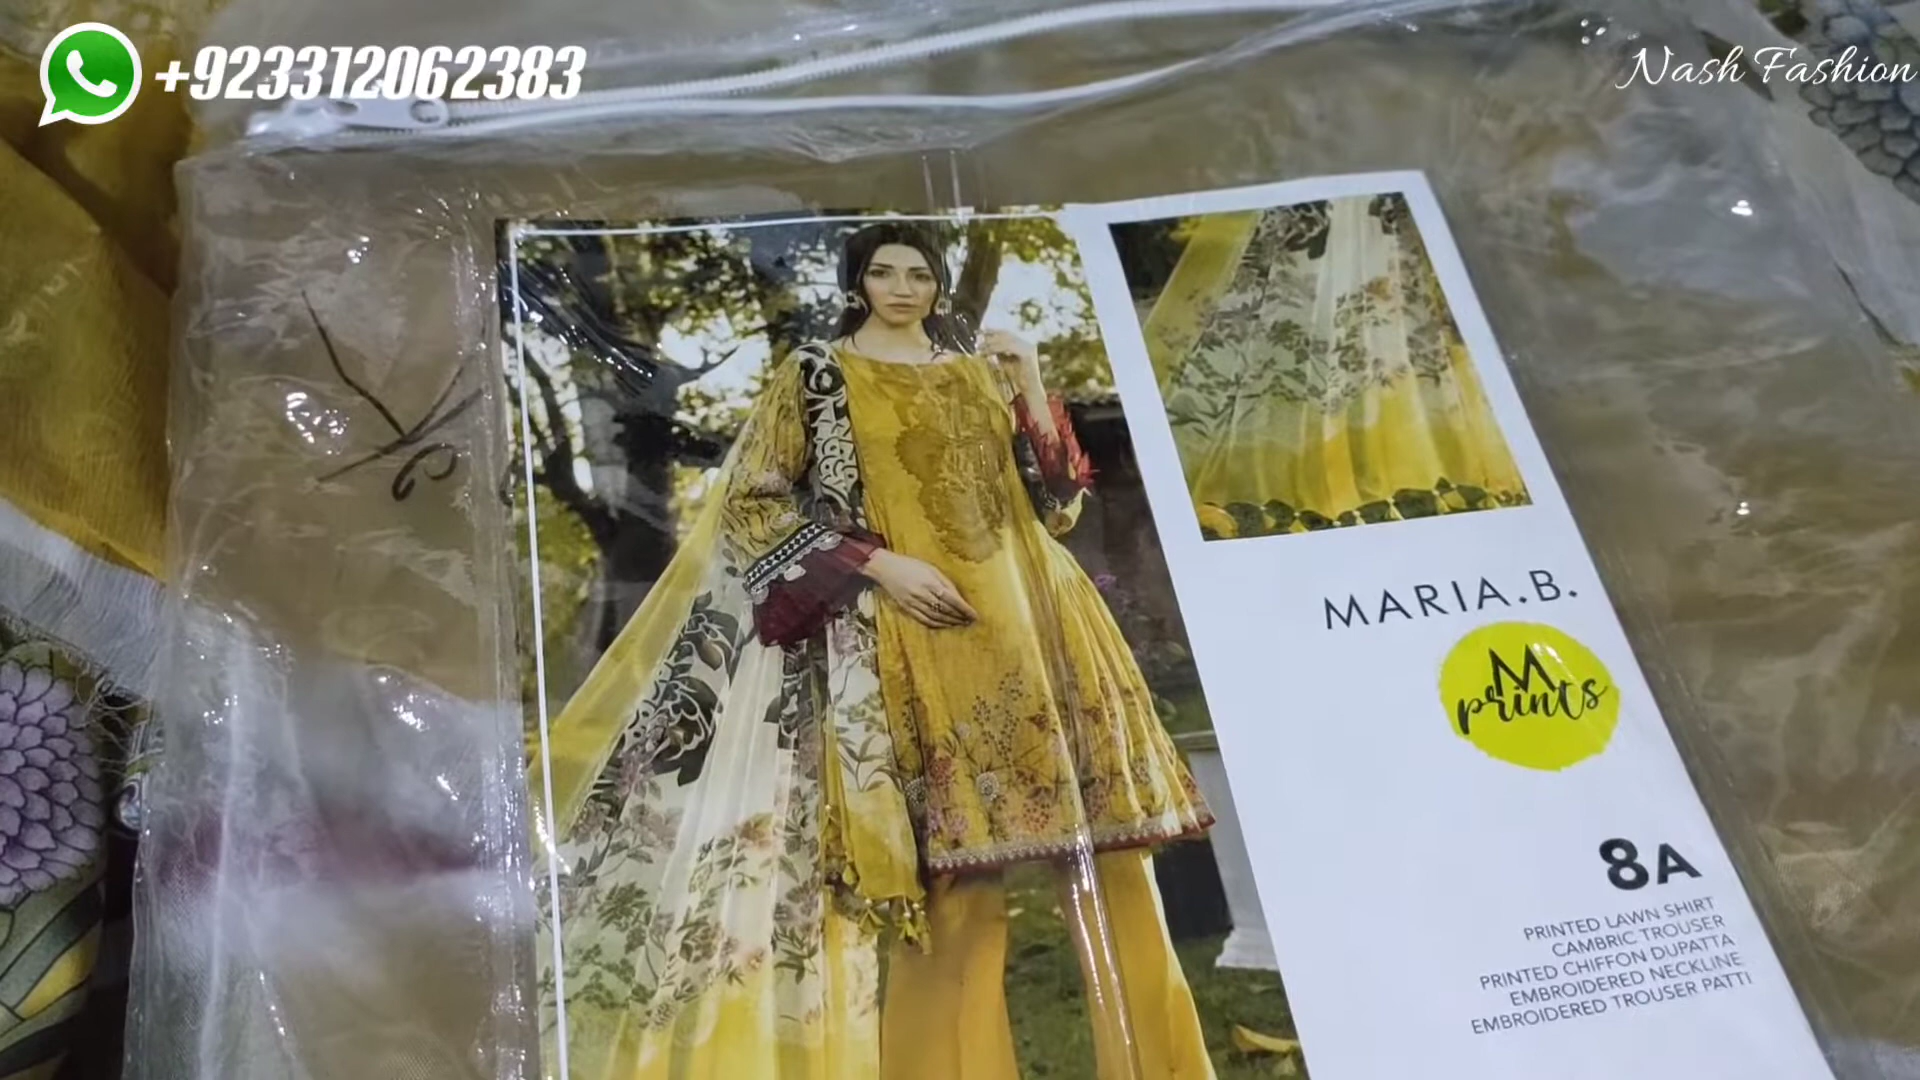 +923312062383
Nash Fashion
MARIA.B.
M
prints
8A
PRINTED LAWN SHIRT
CAMBRIC TROUSER
PRINTED CHIFFON DUPATTA
EMBROIDERED NECKLINE
EMBROIDERED TROUSER PATTI